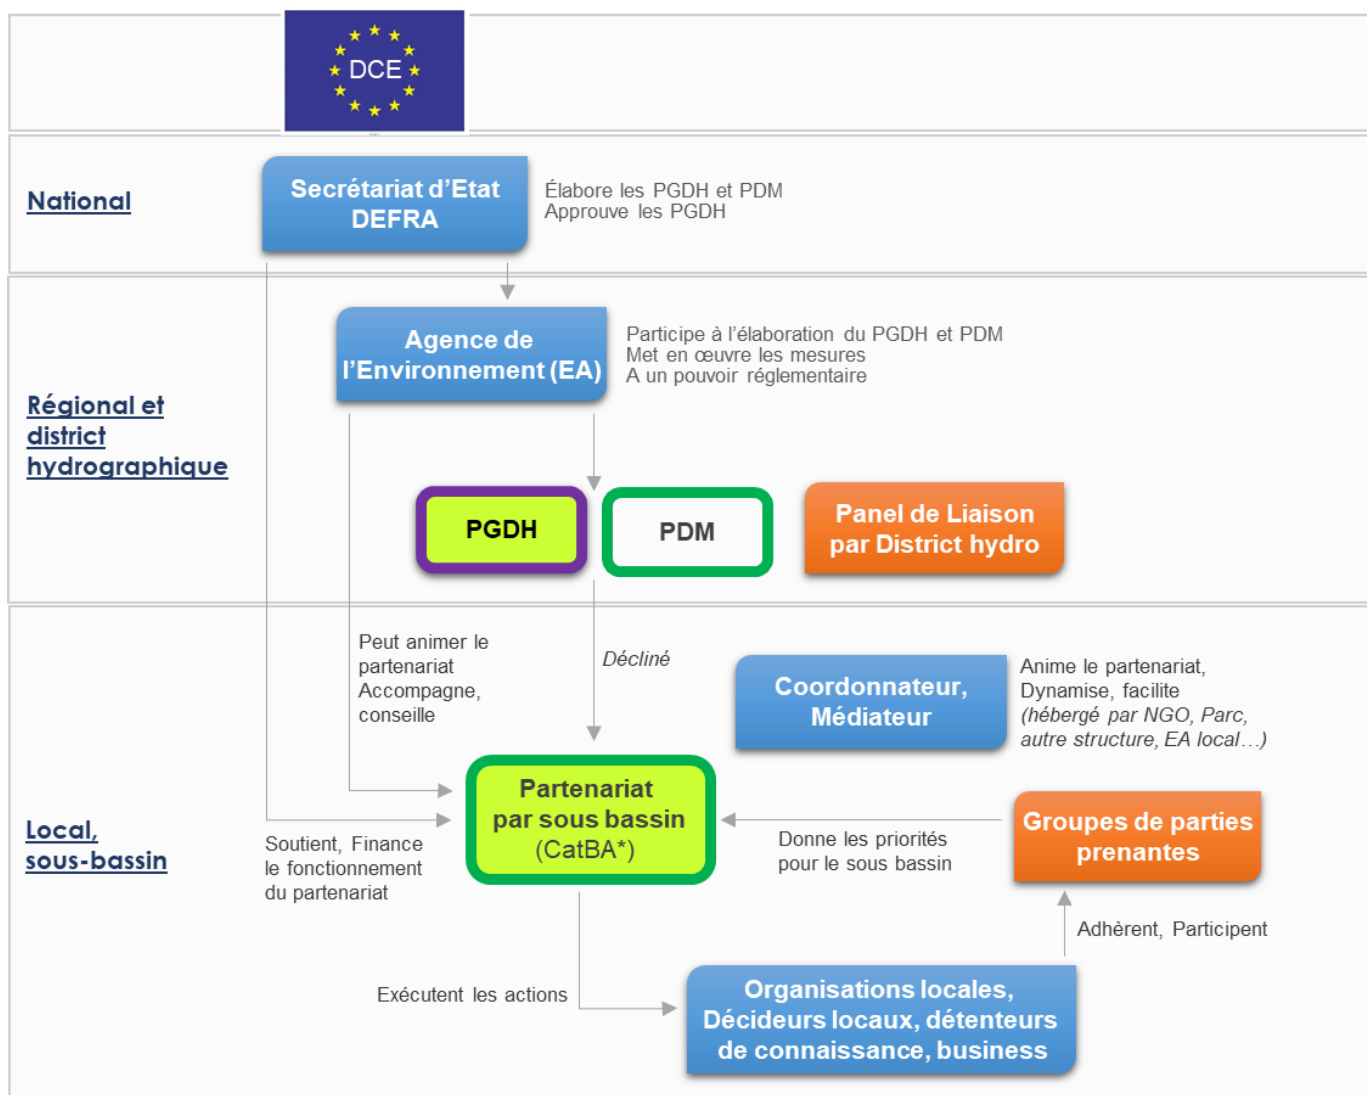 DCE
National
Secrétariat d'Etat
DEFRA
Élabore les PGDH et PDM
Approuve les PGDH
Régional et
district
hydrographique
Agence de
l'Environnement (EA)
Participe à l'élaboration du PGDH et PDM
Met en œuvre les mesures
A un pouvoir réglementaire
PGDH
PDM
Panel de Liaison
par District hydro
Local,
sous-bassin
Peut animer le
partenariat
Accompagne,
conseille
Décliné
Coordonnateur,
Médiateur
Anime le partenariat,
Dynamise, facilite
(hébergé par NGO, Parc,
autre structure, EA local…)
Partenariat
par sous bassin
(CatBA*)
Soutient, Finance
le fonctionnement
du partenariat
Donne les priorités
pour le sous bassin
Groupes de parties
prenantes
Adhèrent, Participent
Exécutent les actions
Organisations locales,
Décideurs locaux, détenteurs
de connaissance, business